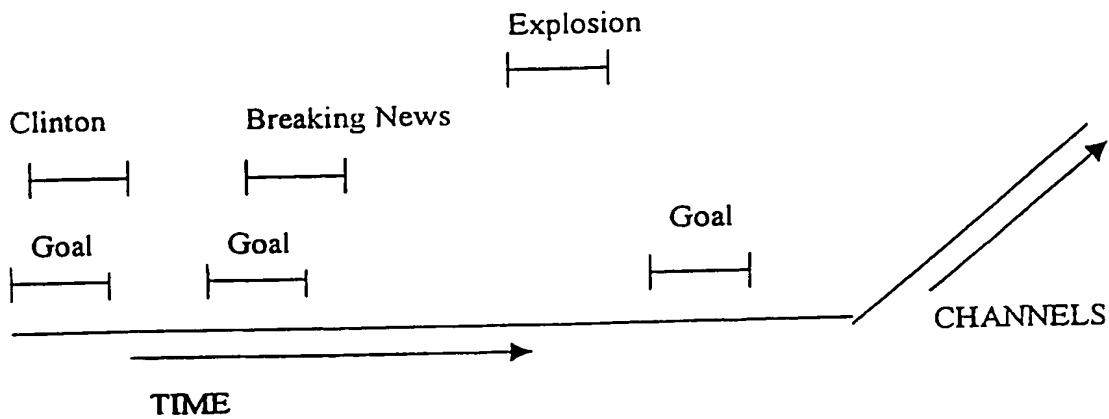 Explosion
Clinton Breaking News
Goal Goal Goal
CHANNELS
TIME